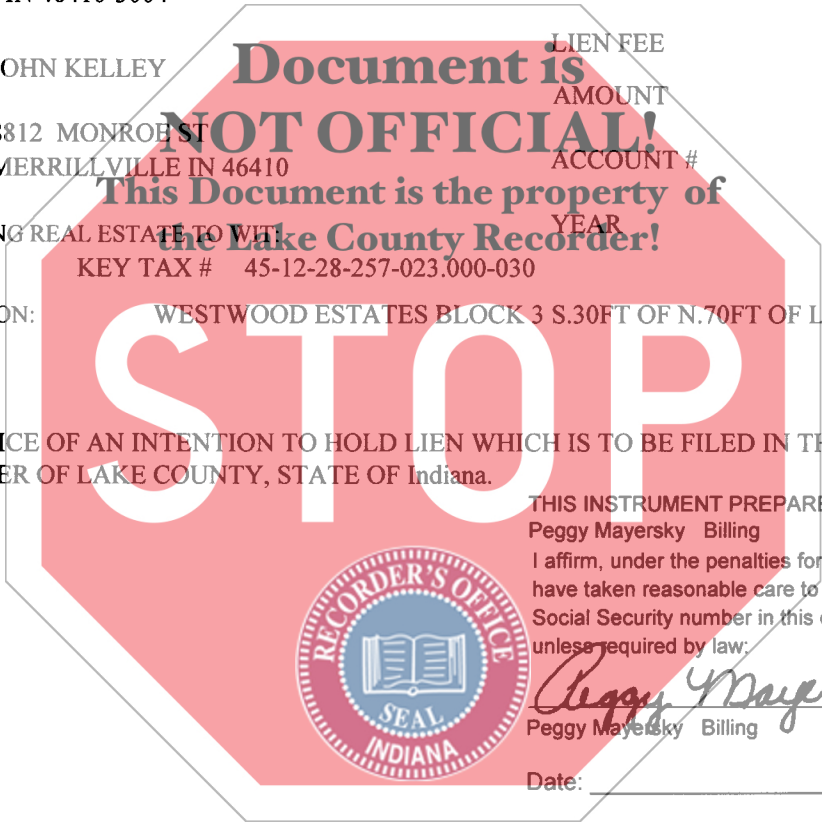 Document is
LIEN FEE
OHN KELLEY
AMOUNT
NOT OFFICIAL!
812 MONROE ST
MERRILLVILLE IN 46410
ACCOUNT #
This Document is the property of
YEAR
NG REAL ESTATE TO WIT:
the Lake County Recorder!
KEY TAX # 45-12-28-257-023.000-030
ON: WESTWOOD ESTATES BLOCK 3 S.30FT OF N.70FT OF L
STOP
ICE OF AN INTENTION TO HOLD LIEN WHICH IS TO BE FILED IN TH
ER OF LAKE COUNTY, STATE OF Indiana.
THIS INSTRUMENT PREPARE
Peggy Mayersky Billing
I affirm, under the penalties for
have taken reasonable care to
Social Security number in this
unless required by law:
RECORDER'S OFFICE
SEAL
INDIANA
Peggy Maye
Peggy Mayersky Billing
Date: